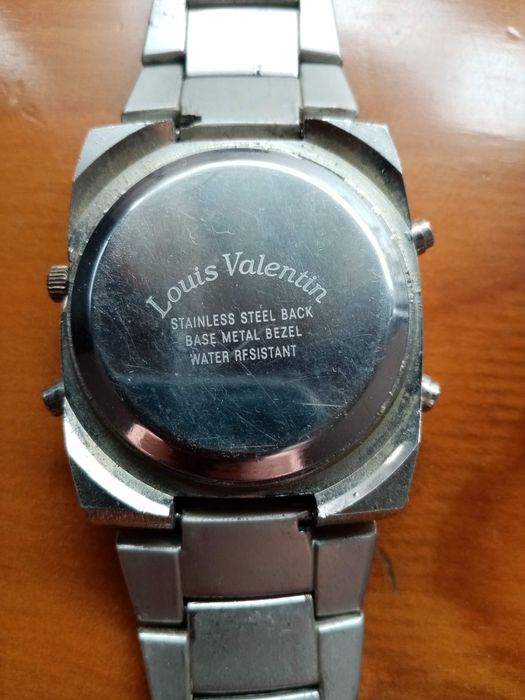 Louis Valentin
STAINLESS STEEL BACK
BASE METAL BEZEL
WATER RFSISTANT